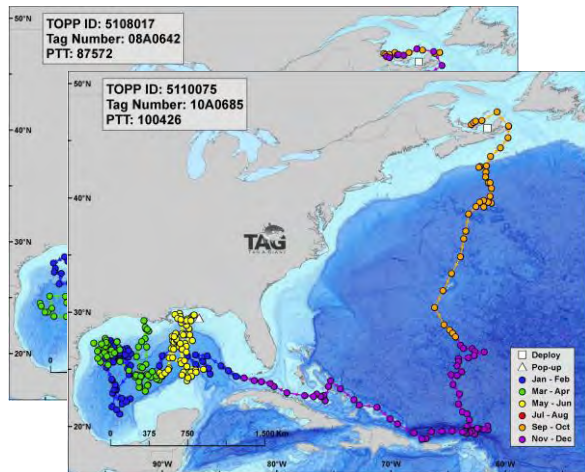 50°N
TOPP ID: 5108017
Tag Number: 08A0642
PTT: 87572
50°N
TOPP ID: 5110075
Tag Number: 10A0685
PTT: 100426
40°N
40°N
30°N
30°N
20°N
20°N
TAG
Deploy
Pop-up
Jan - Feb
Mar - Apr
May - Jun
Jul - Aug
Sep - Oct
Nov - Dec
0
0 375 750 1,500 Km
90°W 80°W 70°W 60°W